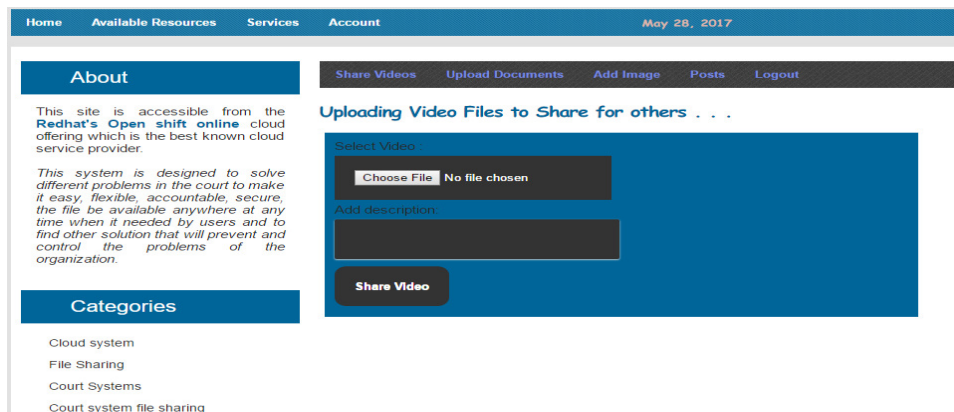 Home Available Resources Services Account May 28, 2017
About
This site is accessible from the
Redhat's Open shift online cloud
offering which is the best known cloud
service provider.
This system is designed to solve
different problems in the court to make
it easy, flexible, accountable, secure,
the file be available anywhere at any
time when it needed by users and to
find other solution that will prevent and
control the problems of the
organization.
Categories
Cloud system
File Sharing
Court Systems
Court system file sharing
Share Videos Upload Documents Add Image Posts Logout
Uploading Video Files to Share for others . . .
Select Video :
Choose File No file chosen
Add description:
Share Video